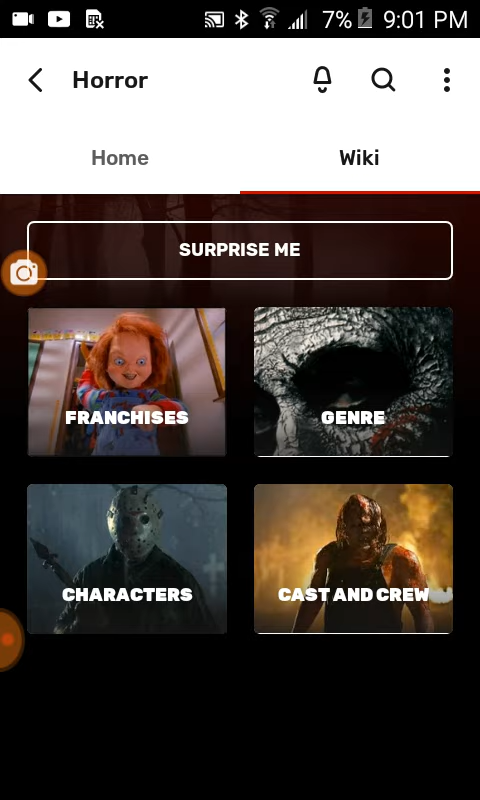 7% 9:01 PM
Horror
Home
Wiki
SURPRISE ME
FRANCHISES
GENRE
CHARACTERS
CAST AND CREW